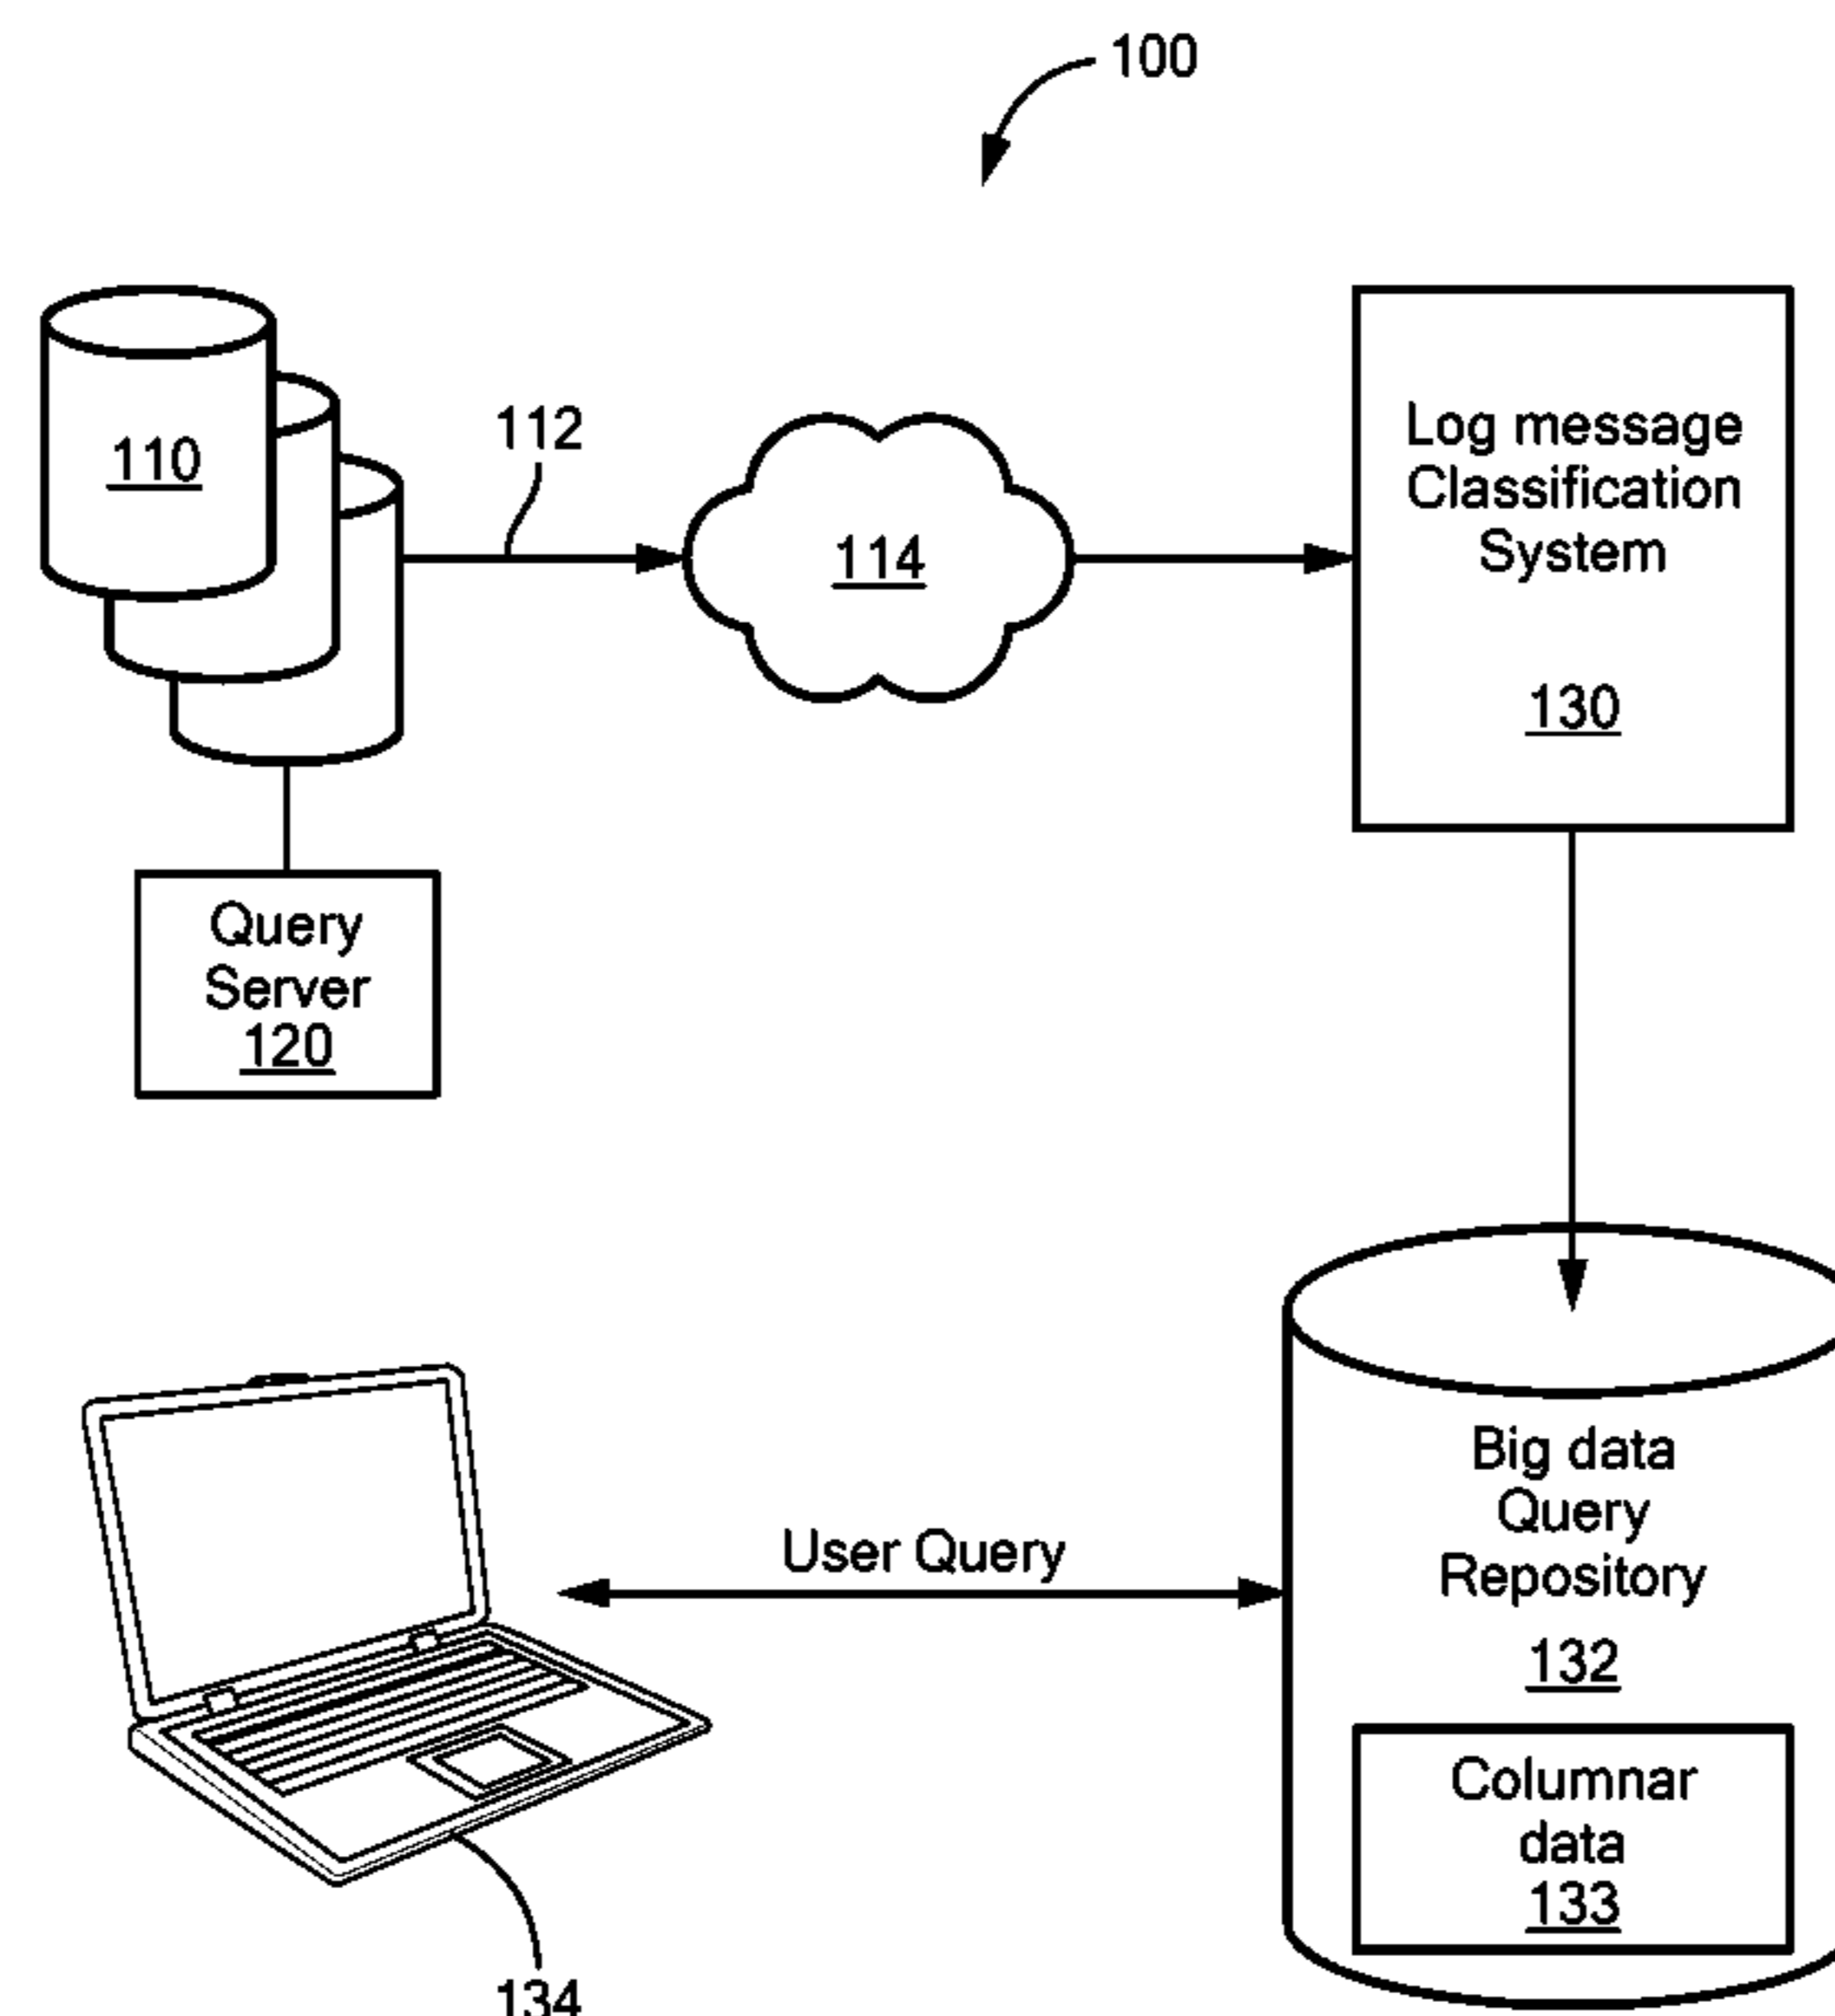 100
110
112
114
Log message
Classification
System
130
Query
Server
120
User Query
Big data
Query
Repository
132
Columnar
data
133
134